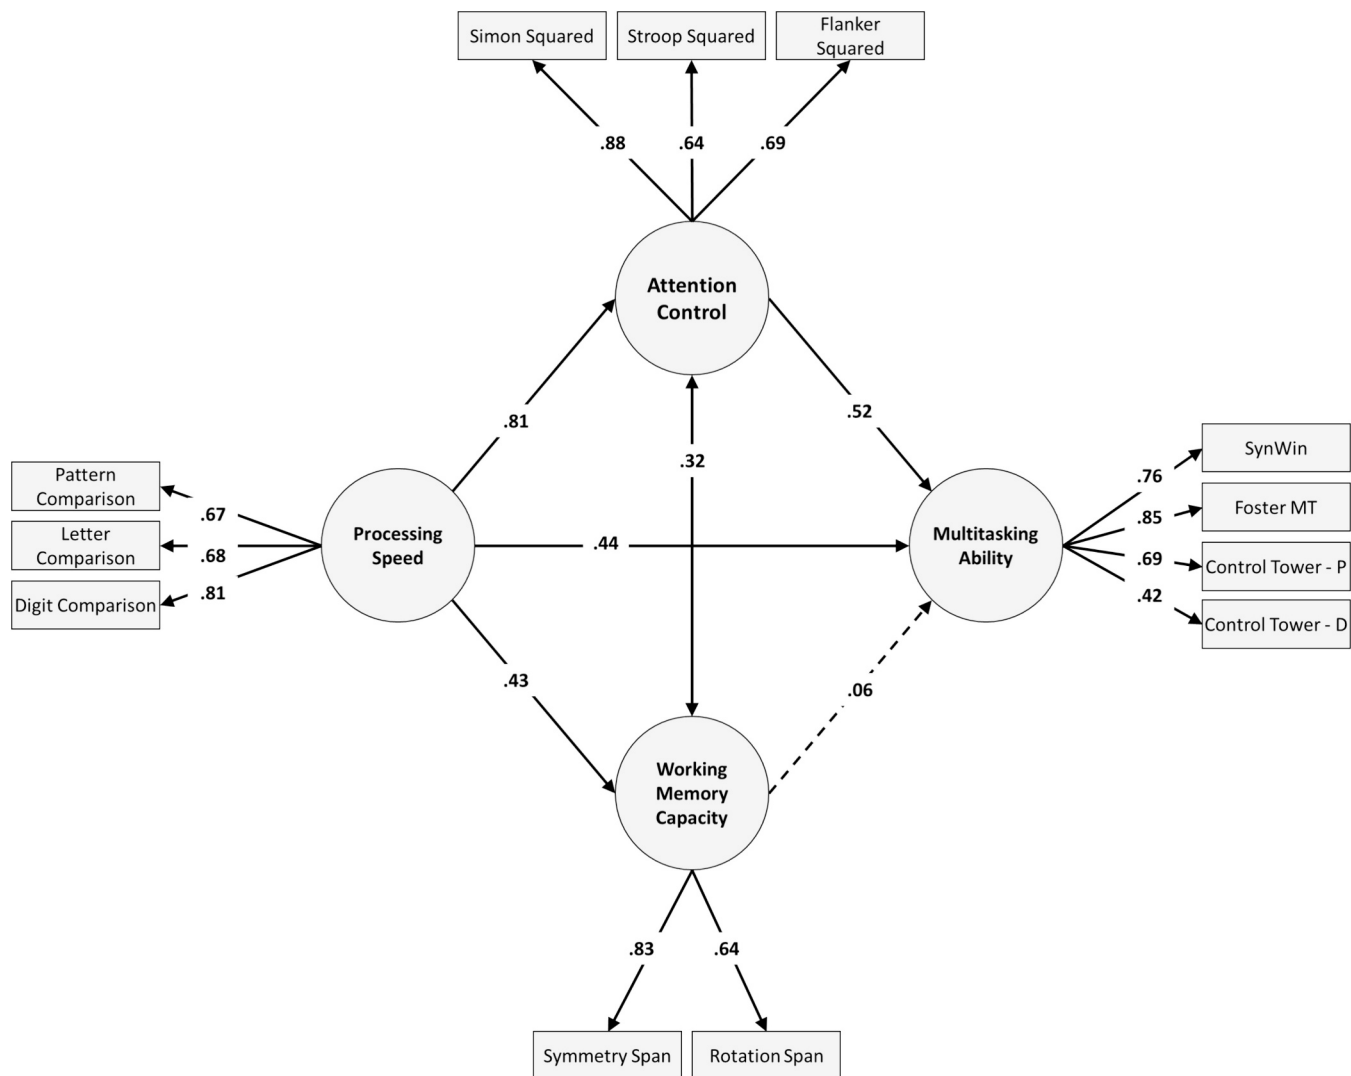 Simon Squared
Stroop Squared
Flanker
Squared
.88
.64
.69
Attention
Control
.81
.52
.32
Pattern
Comparison
Letter
Comparison
Digit Comparison
.67
.68
.81
Processing
Speed
.44
Multitasking
Ability
.76
.85
.69
.42
SynWin
Foster MT
Control Tower - P
Control Tower - D
.43
.06
Working
Memory
Capacity
.83
.64
Symmetry Span
Rotation Span